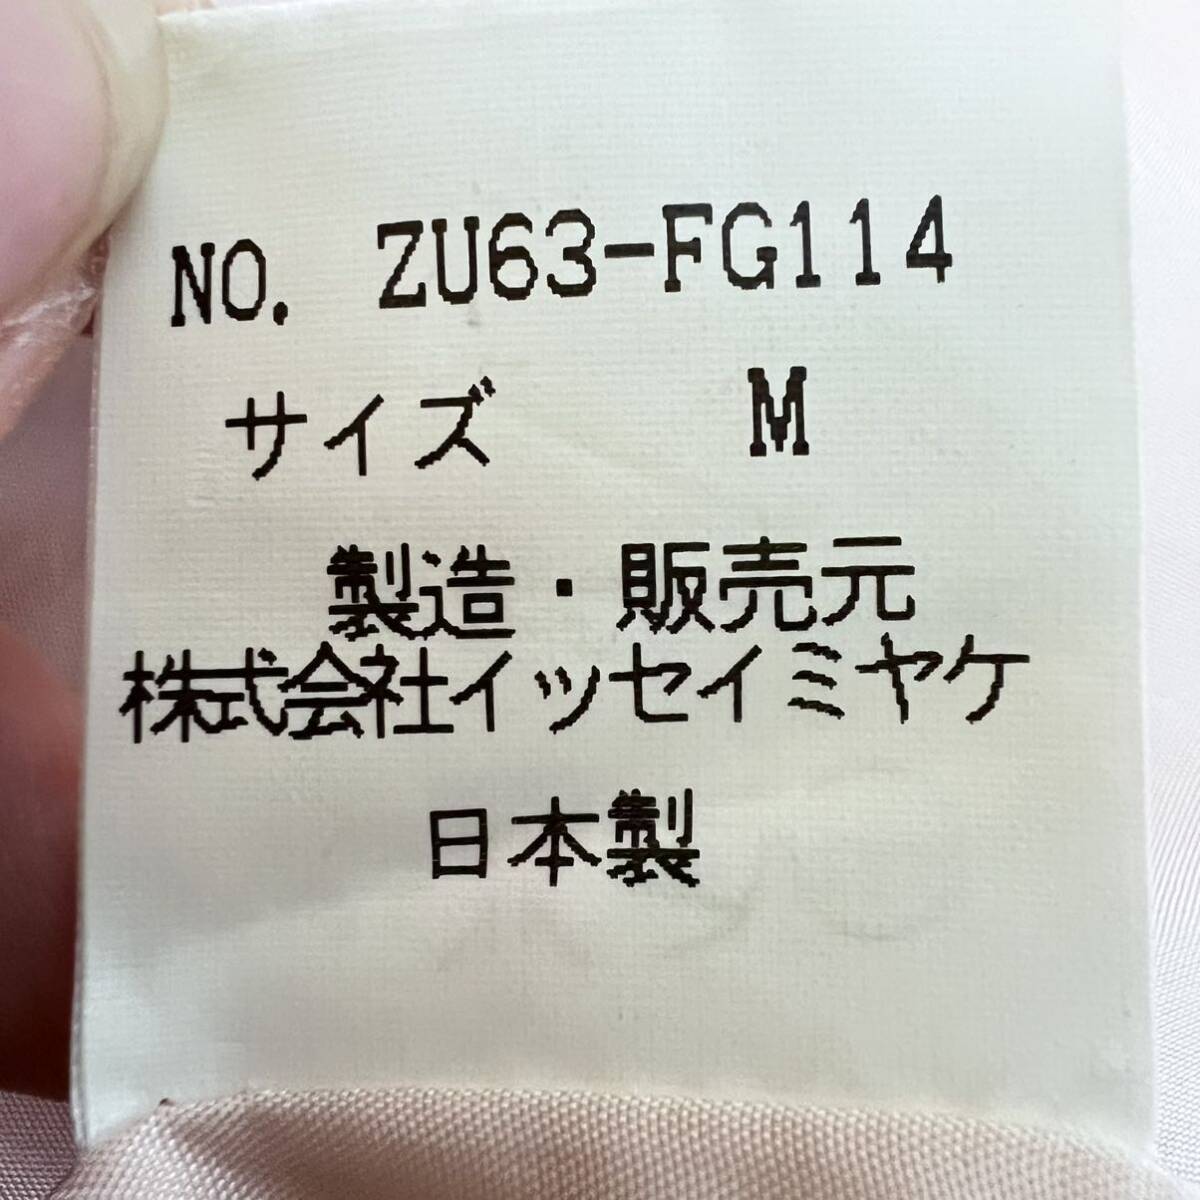 NO. ZU63-FG114
サイズ M
製造・販売元
株式会社イッセイミヤケ
日本製